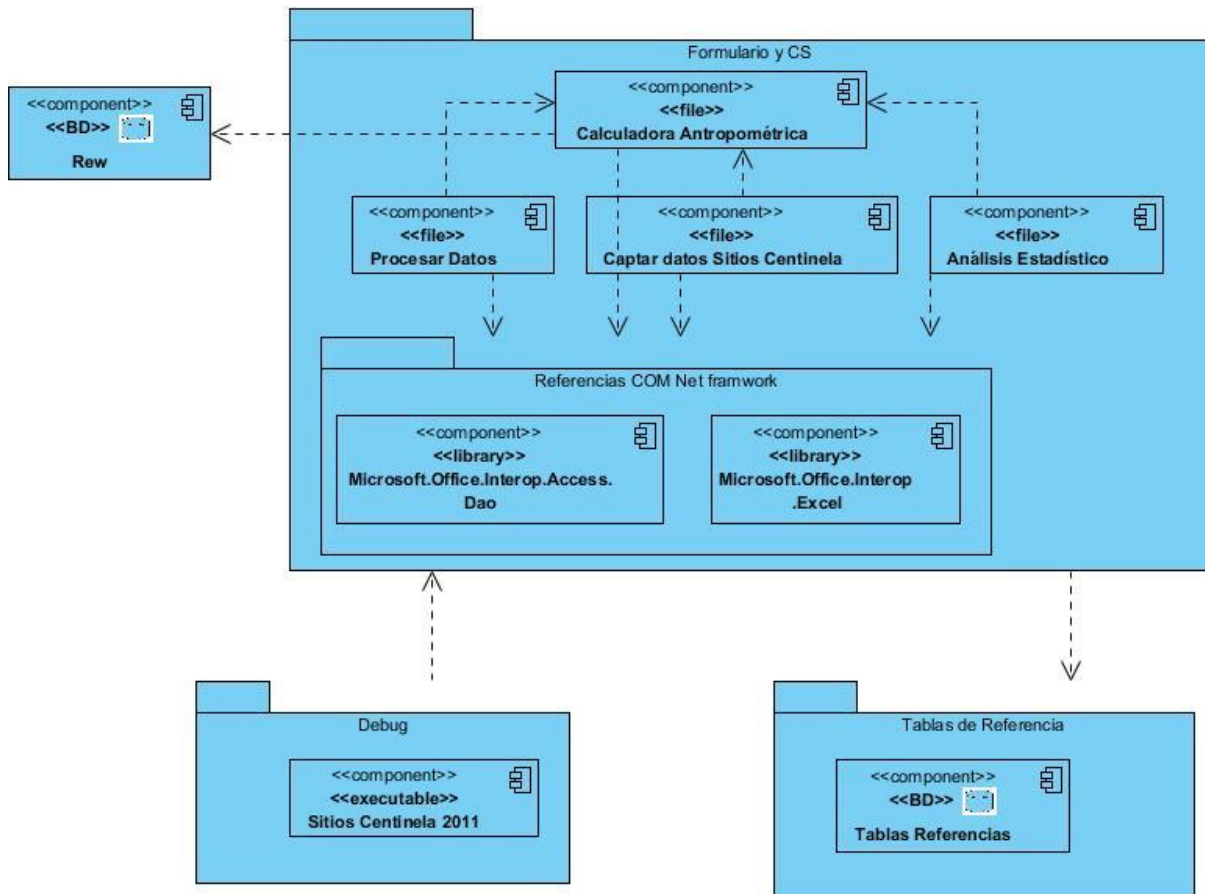 Formulario y CS
<<component>>
<<file>>
Calculadora Antropométrica
<<component>>
<<BD>>
Rew
<<component>>
<<file>>
Procesar Datos
<<component>>
<<file>>
Captar datos Sitios Centinela
<<component>>
<<file>>
Análisis Estadístico
Referencias COM Net framwork
<<component>>
<<library>>
Microsoft.Office.Interop.Access.
Dao
<<component>>
<<library>>
Microsoft.Office.Interop
.Excel
Debug
<<component>>
<<executable>>
Sitios Centinela 2011
Tablas de Referencia
<<component>>
<<BD>>
Tablas Referencias